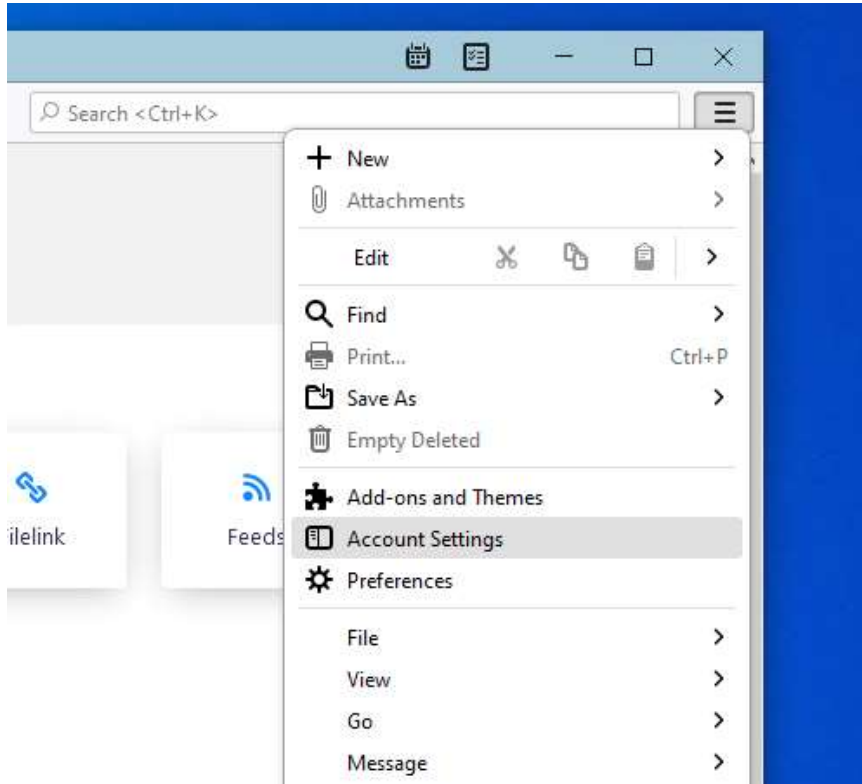 Search <Ctrl+K>
New
Attachments
Edit
Find
Print... Ctrl+P
Save As
Empty Deleted
Add-ons and Themes
ilelink
Feeds
Account Settings
Preferences
File
View
Go
Message